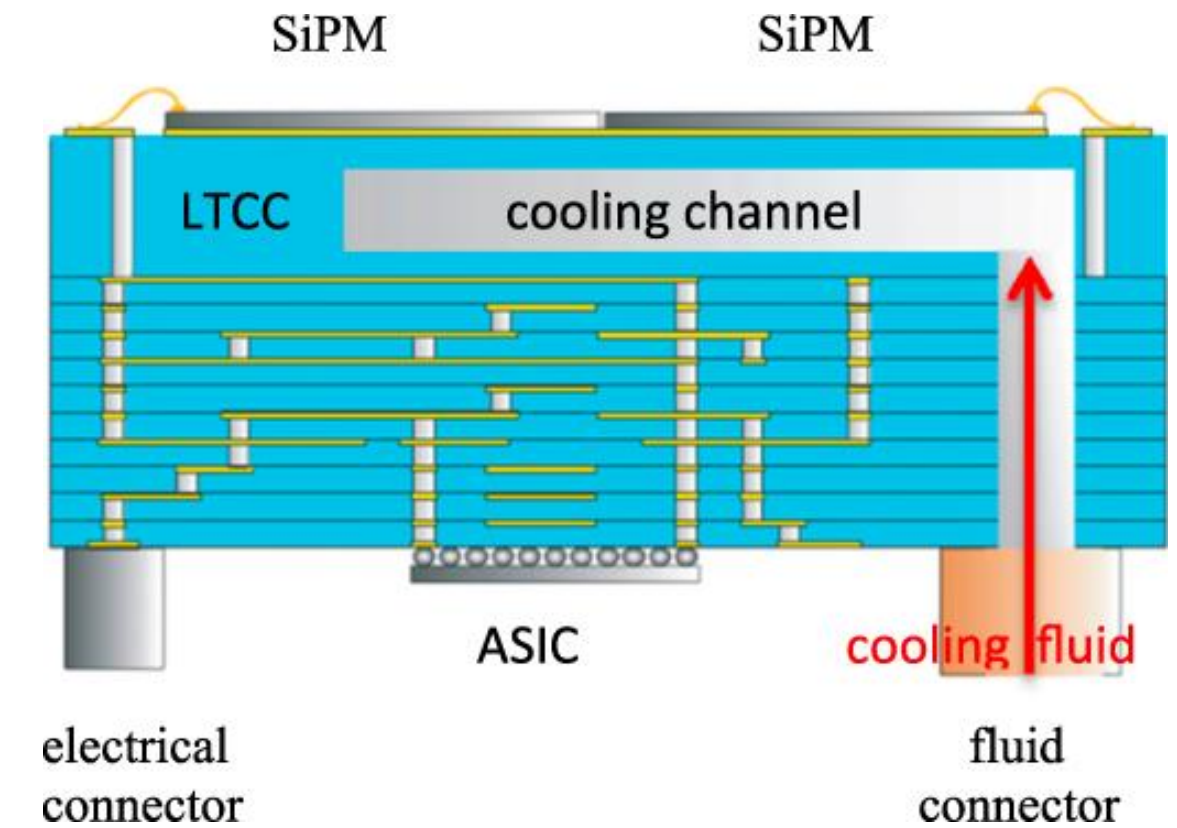 SiPM SiPM
LTCC cooling channel
ASIC cooling fluid
electrical fluid
connector connector